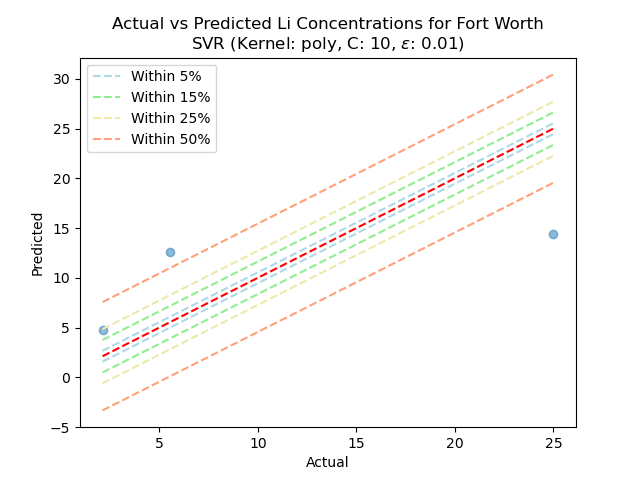 Actual vs Predicted Li Concentrations for Fort Worth
SVR (Kernel: poly, C: 10, ε: 0.01)
Within 5%
Within 15%
Within 25%
Within 50%
30
25
20
15
10
5
0
−5
Predicted
5
10
15
20
25
Actual